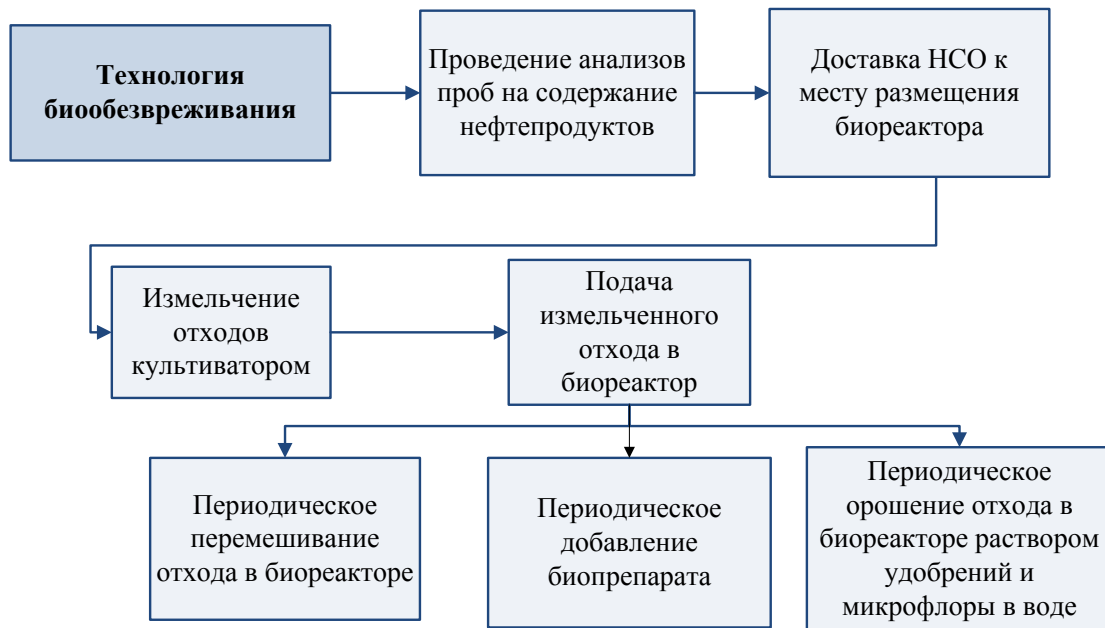 Технология
биообезвреживания
Проведение анализов
проб на содержание
нефтепродуктов
Доставка НСО к
месту размещения
биореактора
Измельчение
отходов
культиватором
Подача
измельченного
отхода в
биореактор
Периодическое
перемешивание
отхода в биореакторе
Периодическое
добавление
биопрепарата
Периодическое
орошение отхода в
биореакторе раствором
удобрений и
микрофлоры в воде